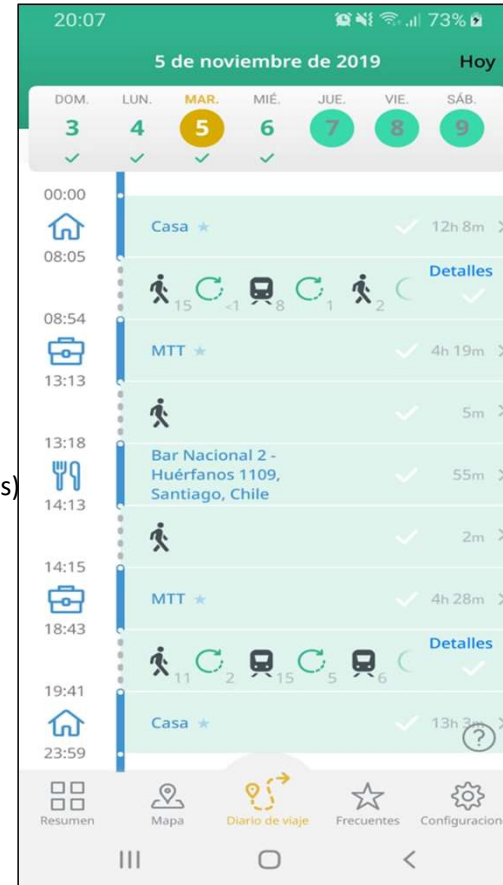 20:07 73%
5 de noviembre de 2019 Hoy
DOM. LUN. MAR. MIÉ. JUE. VIE. SÁB.
3 4 5 6 7 8 9
00:00
Casa 12h 8m
08:05
Detalles
15 <1 8 1 2
08:54
MTT 4h 19m
13:13
5m
13:18
Bar Nacional 2 -
Huérfanos 1109, 55m
Santiago, Chile
s)
14:13
2m
14:15
MTT 4h 28m
18:43
Detalles
11 2 15 5 6
19:41
Casa 13h 3m
?
23:59
Resumen Mapa Diario de viaje Frecuentes Configuracion